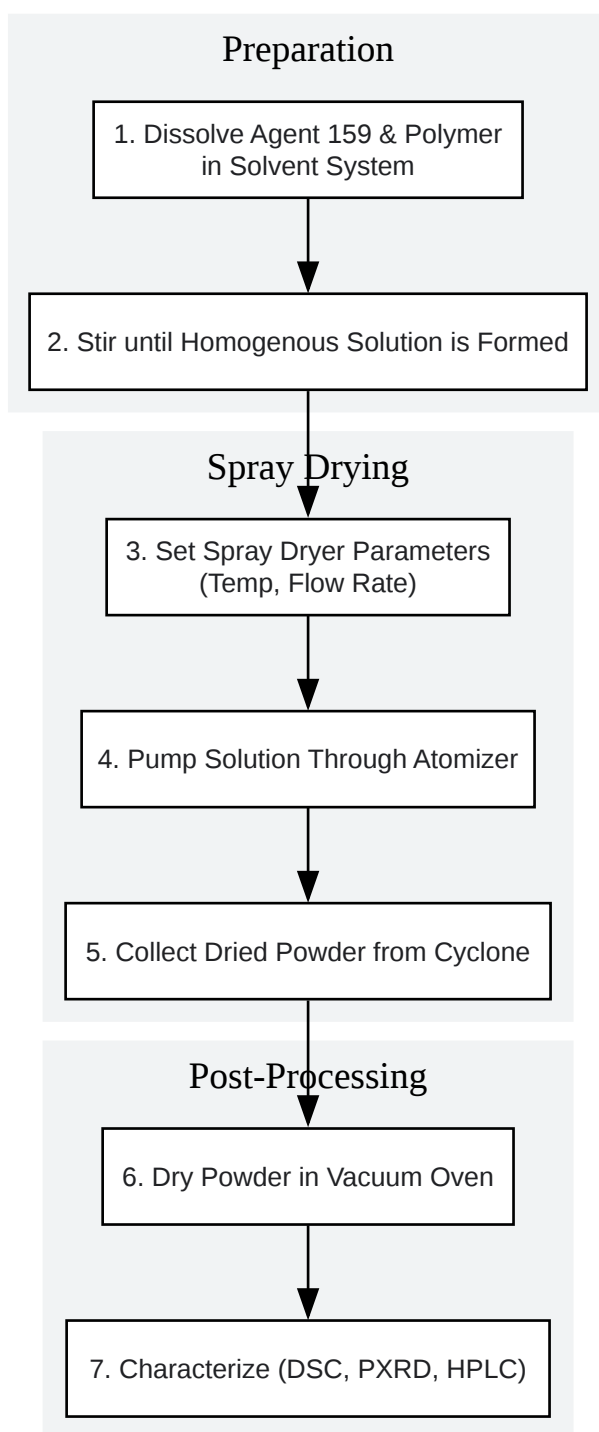 Preparation
1. Dissolve Agent 159 & Polymer
in Solvent System
2. Stir until Homogenous Solution is Formed
Spray Drying
3. Set Spray Dryer Parameters
(Temp, Flow Rate)
4. Pump Solution Through Atomizer
5. Collect Dried Powder from Cyclone
Post-Processing
6. Dry Powder in Vacuum Oven
7. Characterize (DSC, PXRD, HPLC)